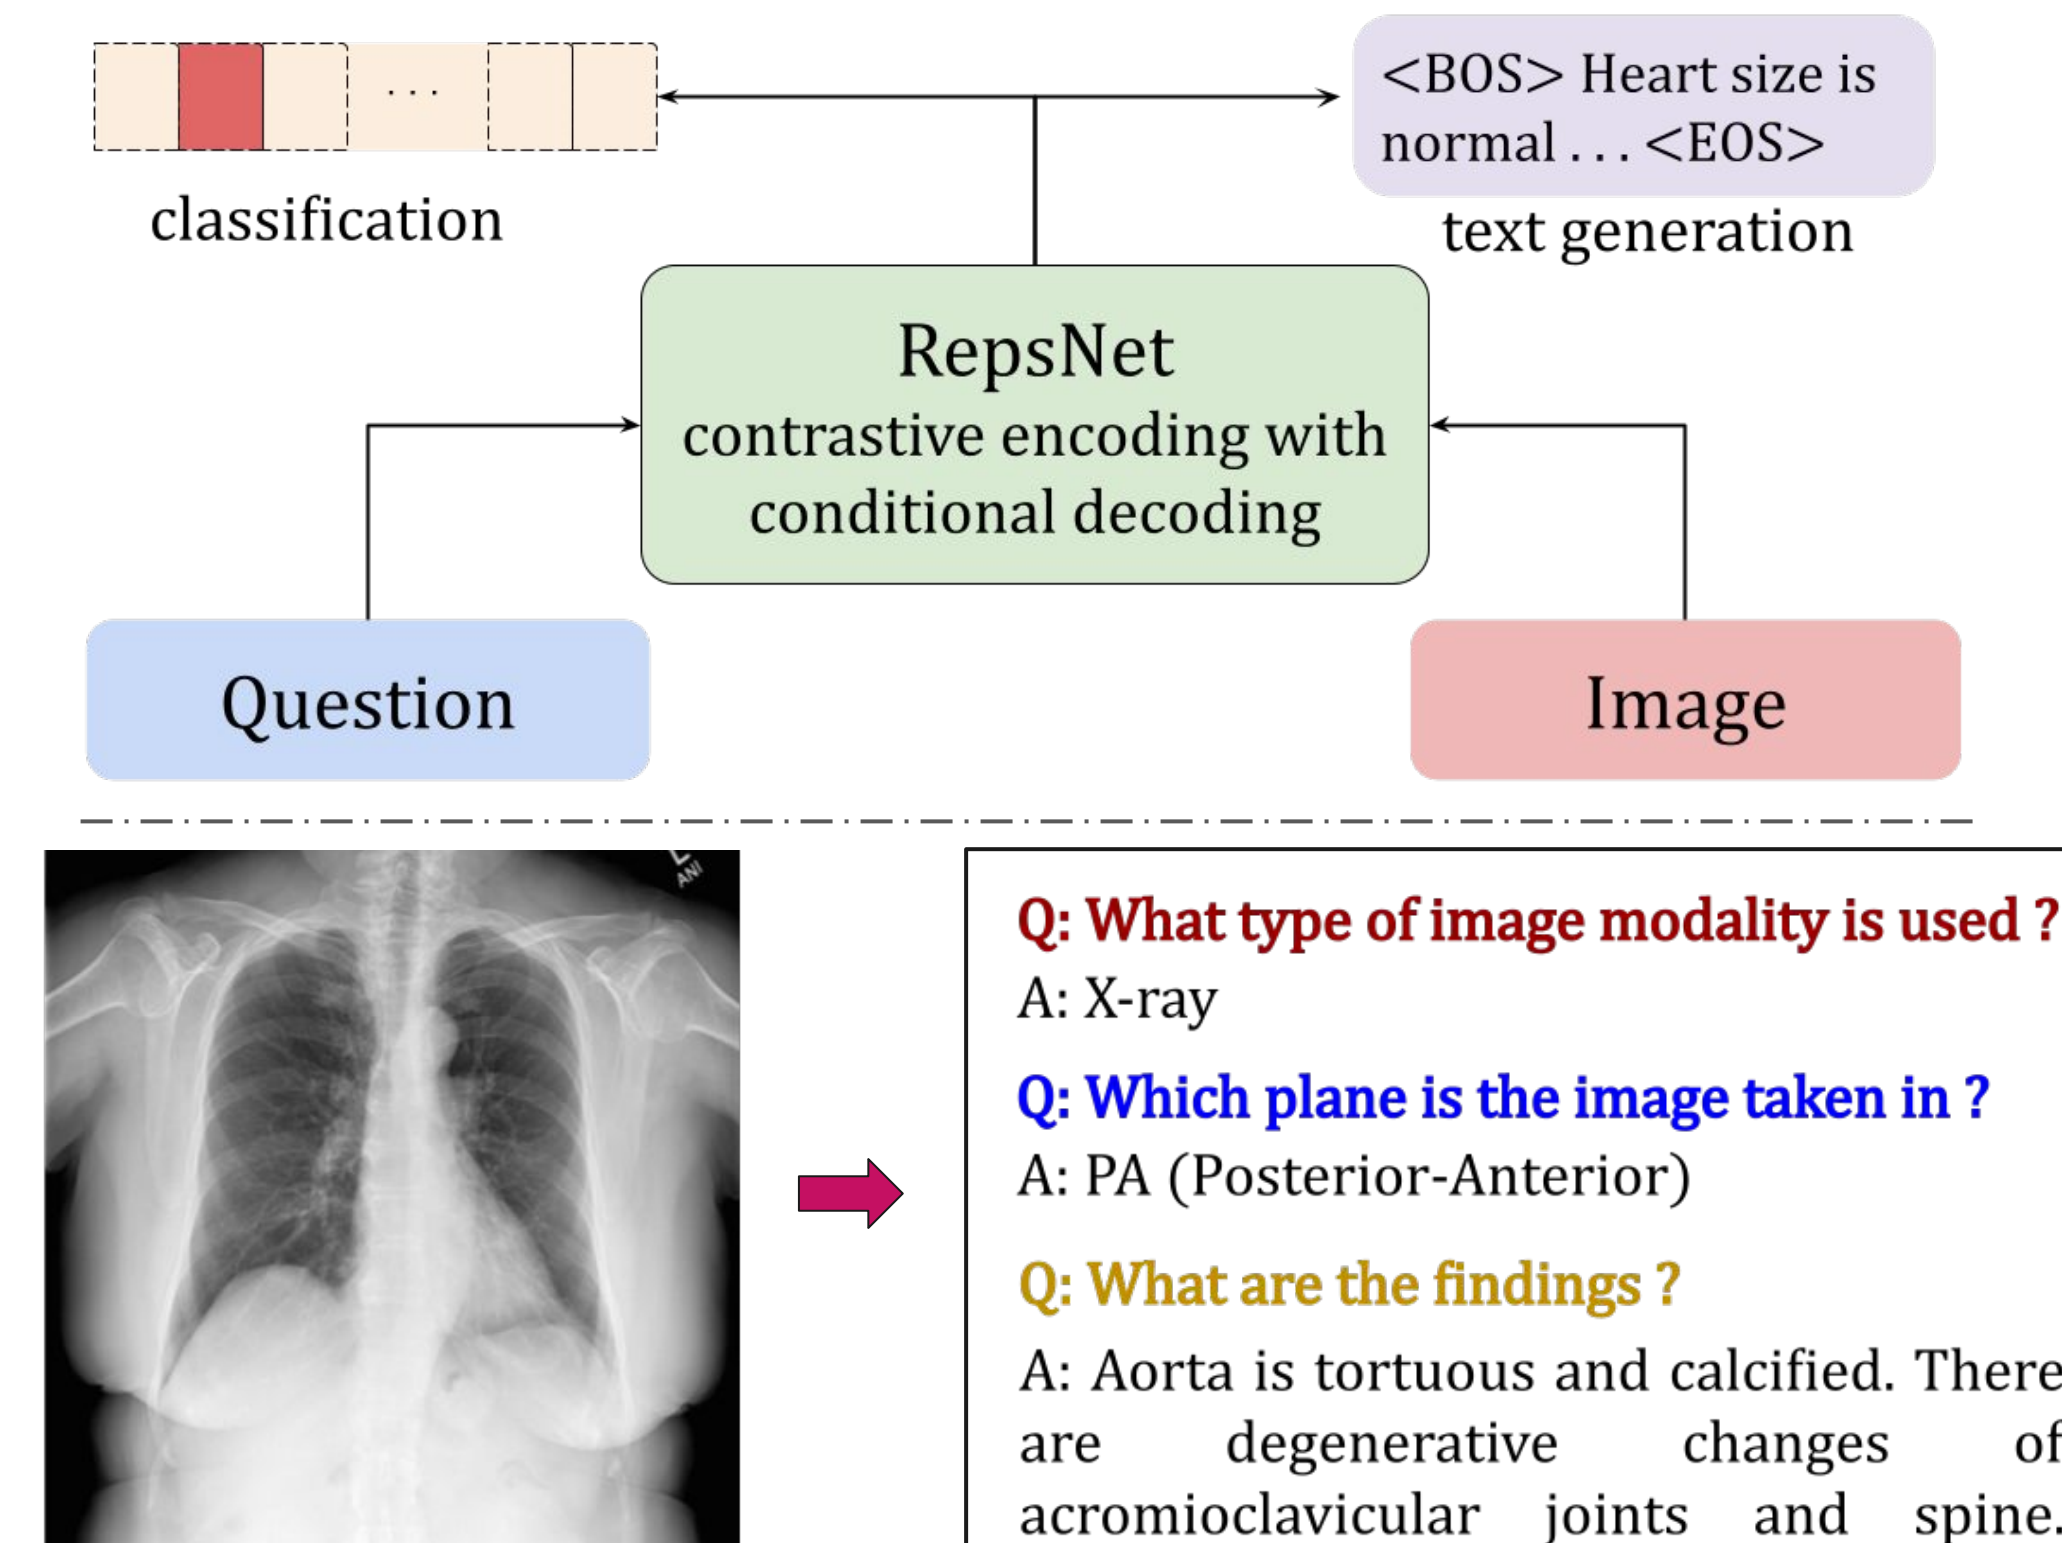 . . .
<BOS> Heart size is
normal . . . <EOS>
classification
text generation
RepsNet
contrastive encoding with
conditional decoding
Question
Image
L
ANI
Q: What type of image modality is used ?
A: X-ray
Q: Which plane is the image taken in ?
A: PA (Posterior-Anterior)
Q: What are the findings ?
A: Aorta is tortuous and calcified. There
are degenerative changes of
acromioclavicular joints and spine.